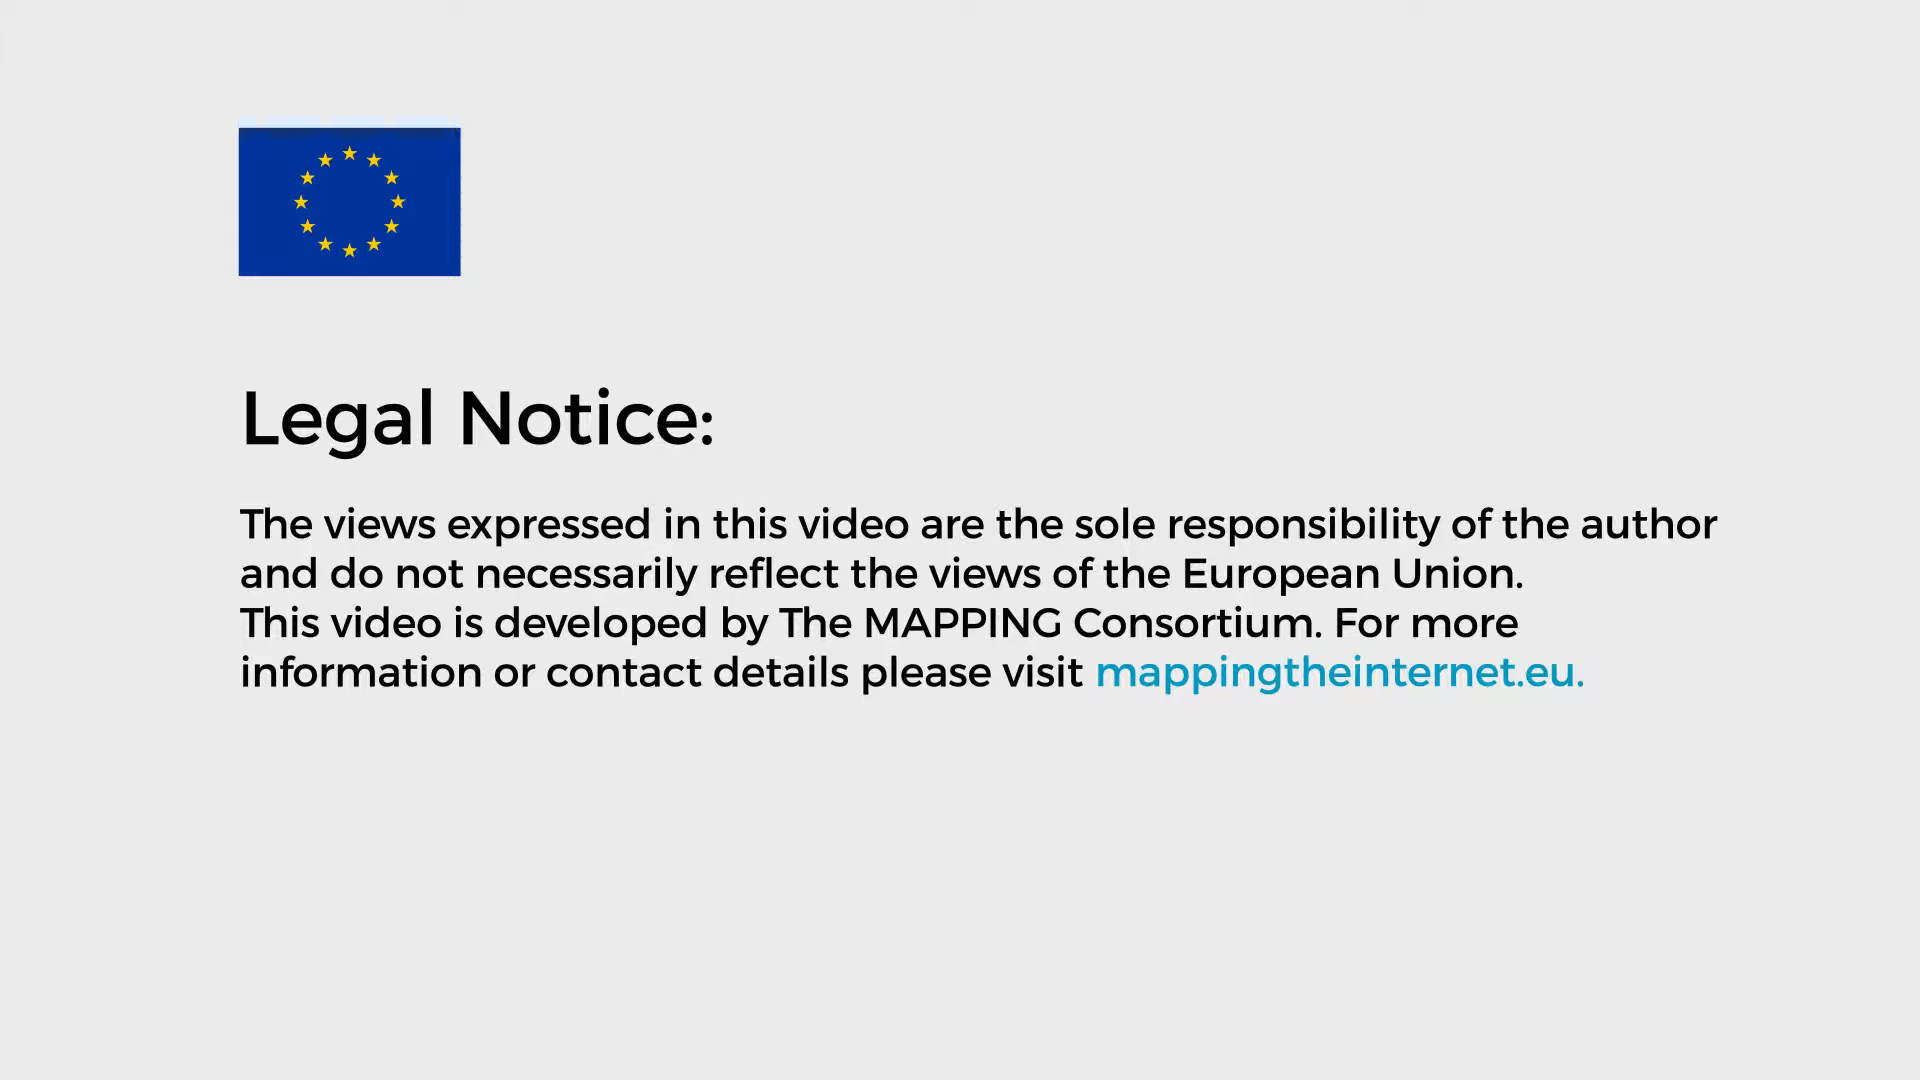 Legal Notice:
The views expressed in this video are the sole responsibility of the author
and do not necessarily reflect the views of the European Union.
This video is developed by The MAPPING Consortium. For more
information or contact details please visit mappingtheinternet.eu.